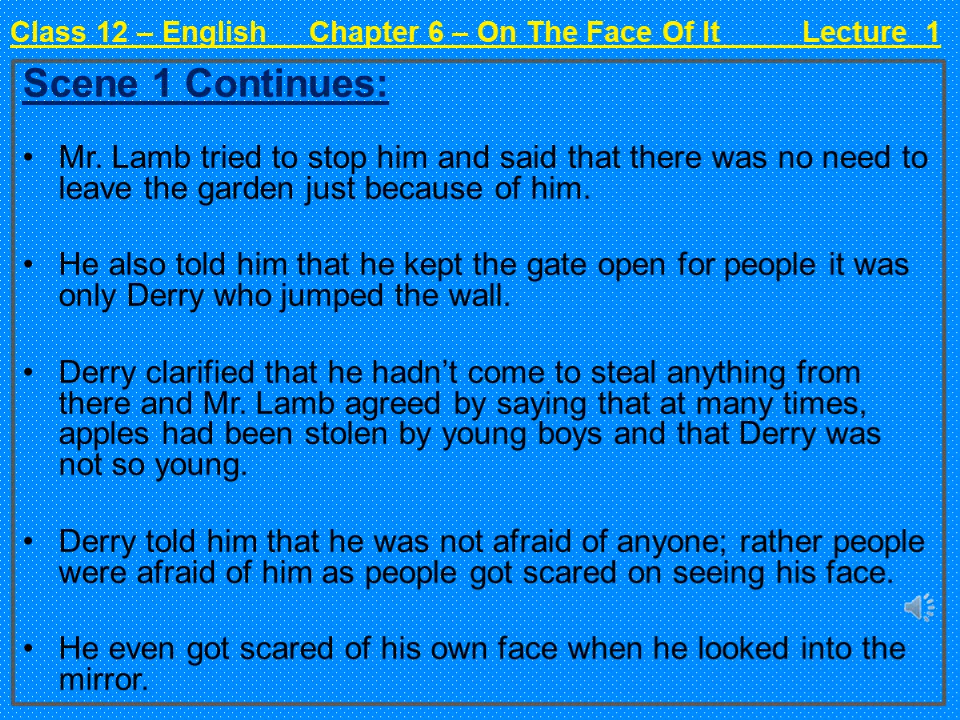 Class 12 – English Chapter 6 – On The Face Of It Lecture 1
Scene 1 Continues:
• Mr. Lamb tried to stop him and said that there was no need to
leave the garden just because of him.
• He also told him that he kept the gate open for people it was
only Derry who jumped the wall.
• Derry clarified that he hadn’t come to steal anything from
there and Mr. Lamb agreed by saying that at many times,
apples had been stolen by young boys and that Derry was
not so young.
• Derry told him that he was not afraid of anyone; rather people
were afraid of him as people got scared on seeing his face.
• He even got scared of his own face when he looked into the
mirror.